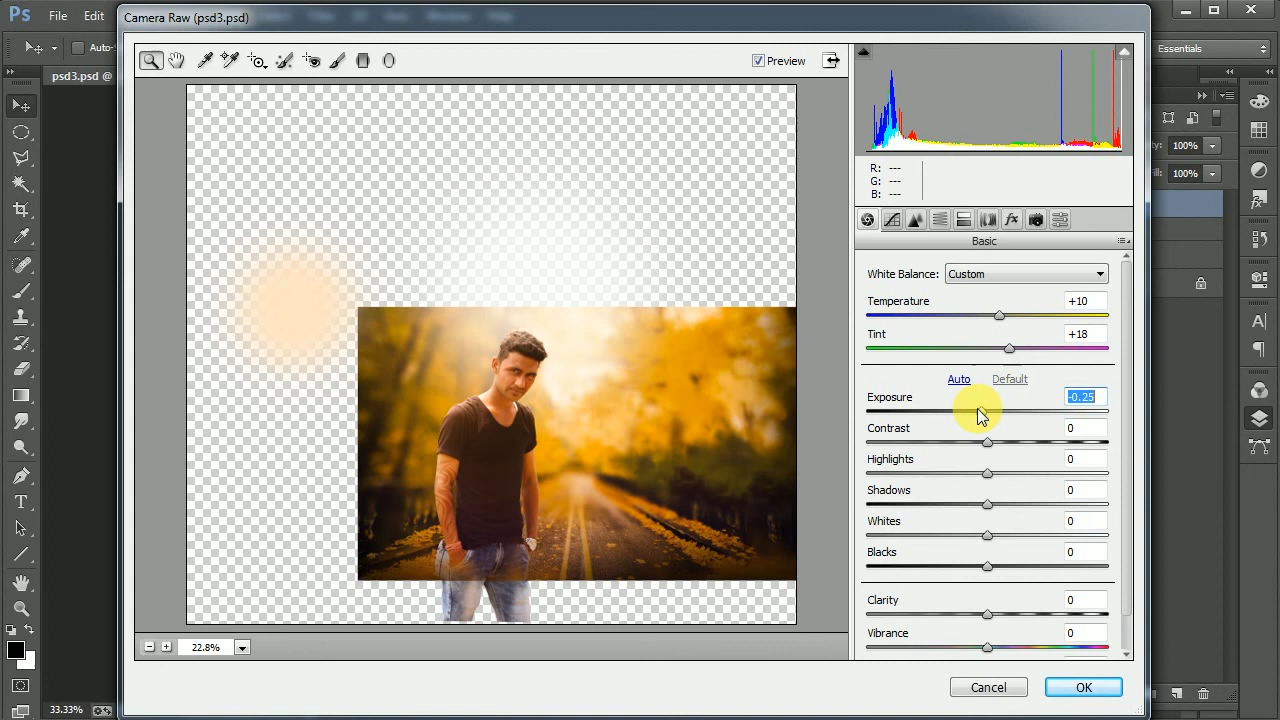 Ps File Edit
Camera Raw (psd3.psd)
Auto-
Essentials
psd3.psd @
Preview
R: ---
G: ---
B: ---
100%
100%
Basic
White Balance: Custom
Temperature +10
Tint +18
Auto Default
Exposure -0.25
Contrast 0
Highlights 0
Shadows 0
Whites 0
Blacks 0
Clarity 0
Vibrance 0
22.8%
Cancel OK
33.33%